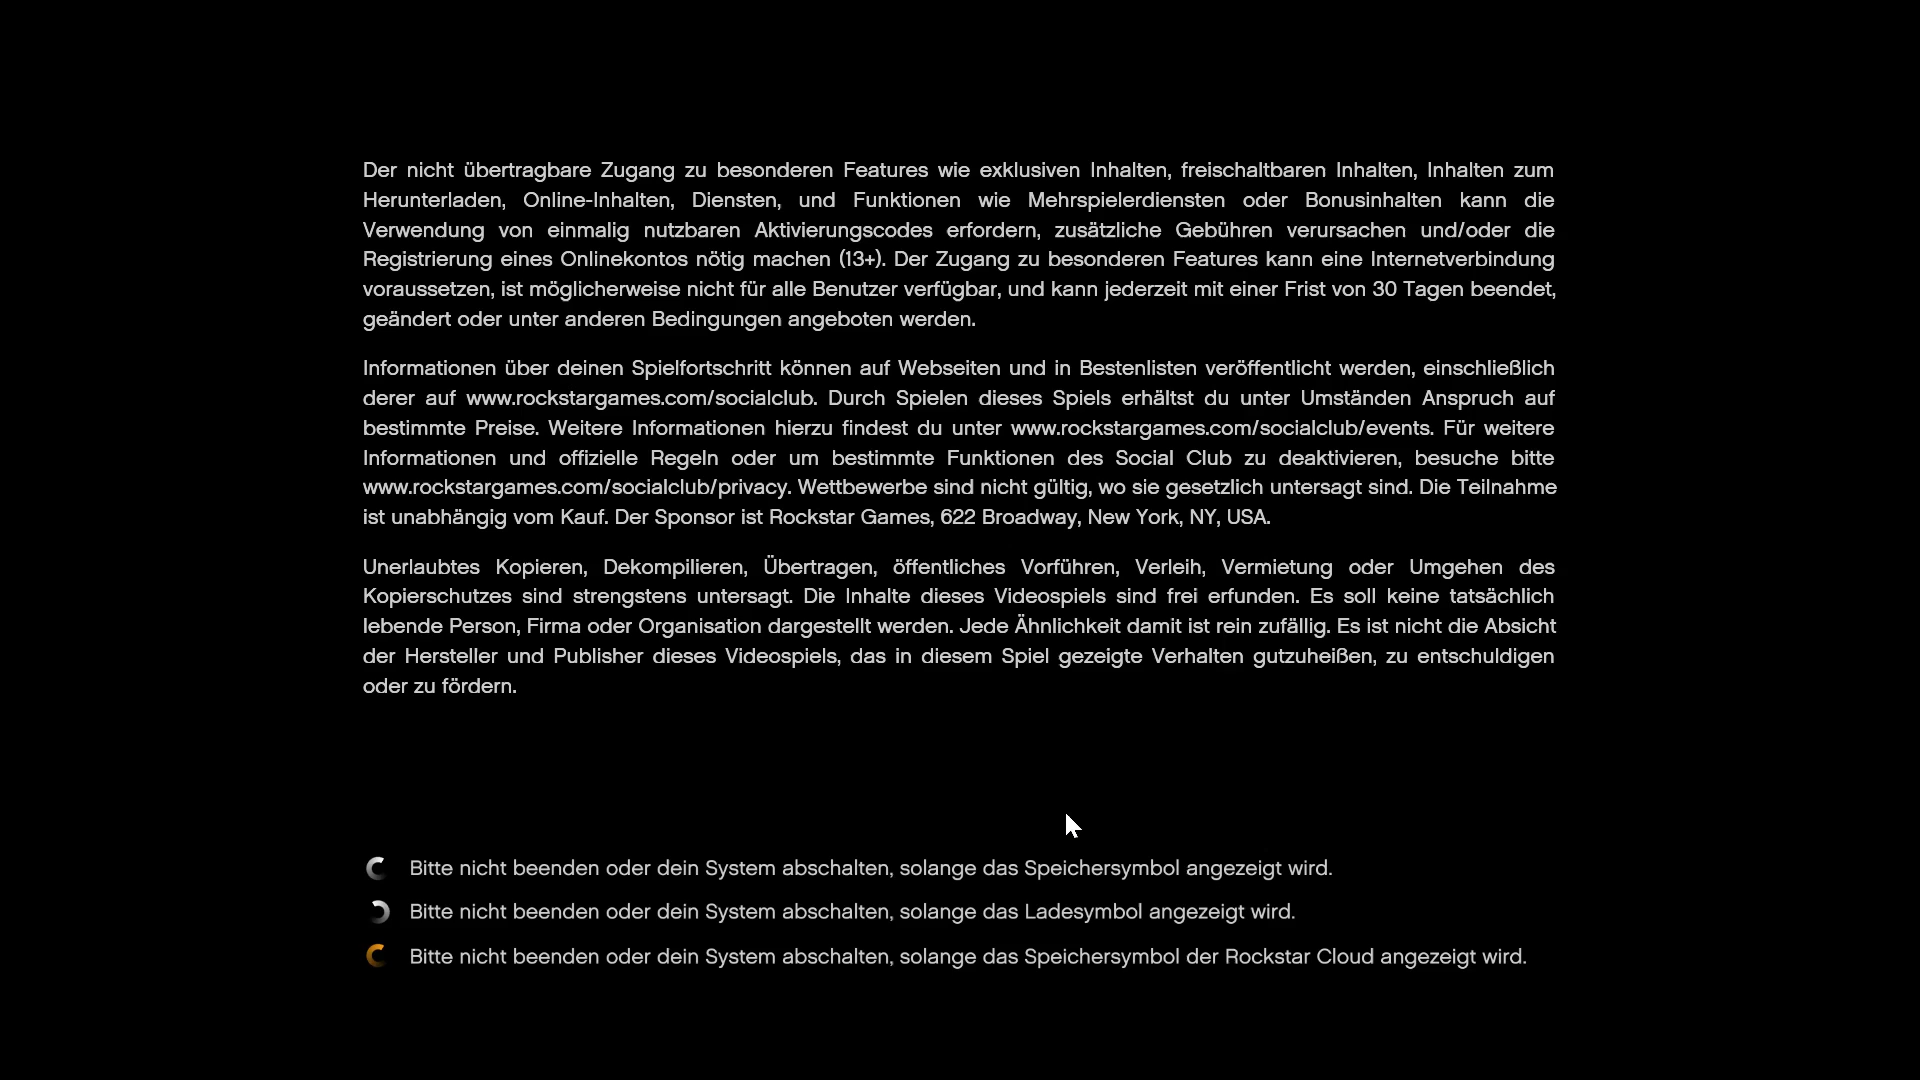 Der nicht übertragbare Zugang zu besonderen Features wie exklusiven Inhalten, freischaltbaren Inhalten, Inhalten zum
Herunterladen, Online-Inhalten, Diensten, und Funktionen wie Mehrspielerdiensten oder Bonusinhalten kann die
Verwendung von einmalig nutzbaren Aktivierungscodes erfordern, zusätzliche Gebühren verursachen und/oder die
Registrierung eines Onlinekontos nötig machen (13+). Der Zugang zu besonderen Features kann eine Internetverbindung
voraussetzen, ist möglicherweise nicht für alle Benutzer verfügbar, und kann jederzeit mit einer Frist von 30 Tagen beendet,
geändert oder unter anderen Bedingungen angeboten werden.
Informationen über deinen Spielfortschritt können auf Webseiten und in Bestenlisten veröffentlicht werden, einschließlich
derer auf www.rockstargames.com/socialclub. Durch Spielen dieses Spiels erhältst du unter Umständen Anspruch auf
bestimmte Preise. Weitere Informationen hierzu findest du unter www.rockstargames.com/socialclub/events. Für weitere
Informationen und offizielle Regeln oder um bestimmte Funktionen des Social Club zu deaktivieren, besuche bitte
www.rockstargames.com/socialclub/privacy. Wettbewerbe sind nicht gültig, wo sie gesetzlich untersagt sind. Die Teilnahme
ist unabhängig vom Kauf. Der Sponsor ist Rockstar Games, 622 Broadway, New York, NY, USA.
Unerlaubtes Kopieren, Dekompilieren, Übertragen, öffentliches Vorführen, Verleih, Vermietung oder Umgehen des
Kopierschutzes sind strengstens untersagt. Die Inhalte dieses Videospiels sind frei erfunden. Es soll keine tatsächlich
lebende Person, Firma oder Organisation dargestellt werden. Jede Ähnlichkeit damit ist rein zufällig. Es ist nicht die Absicht
der Hersteller und Publisher dieses Videospiels, das in diesem Spiel gezeigte Verhalten gutzuheißen, zu entschuldigen
oder zu fördern.
Bitte nicht beenden oder dein System abschalten, solange das Speichersymbol angezeigt wird.
Bitte nicht beenden oder dein System abschalten, solange das Ladesymbol angezeigt wird.
Bitte nicht beenden oder dein System abschalten, solange das Speichersymbol der Rockstar Cloud angezeigt wird.